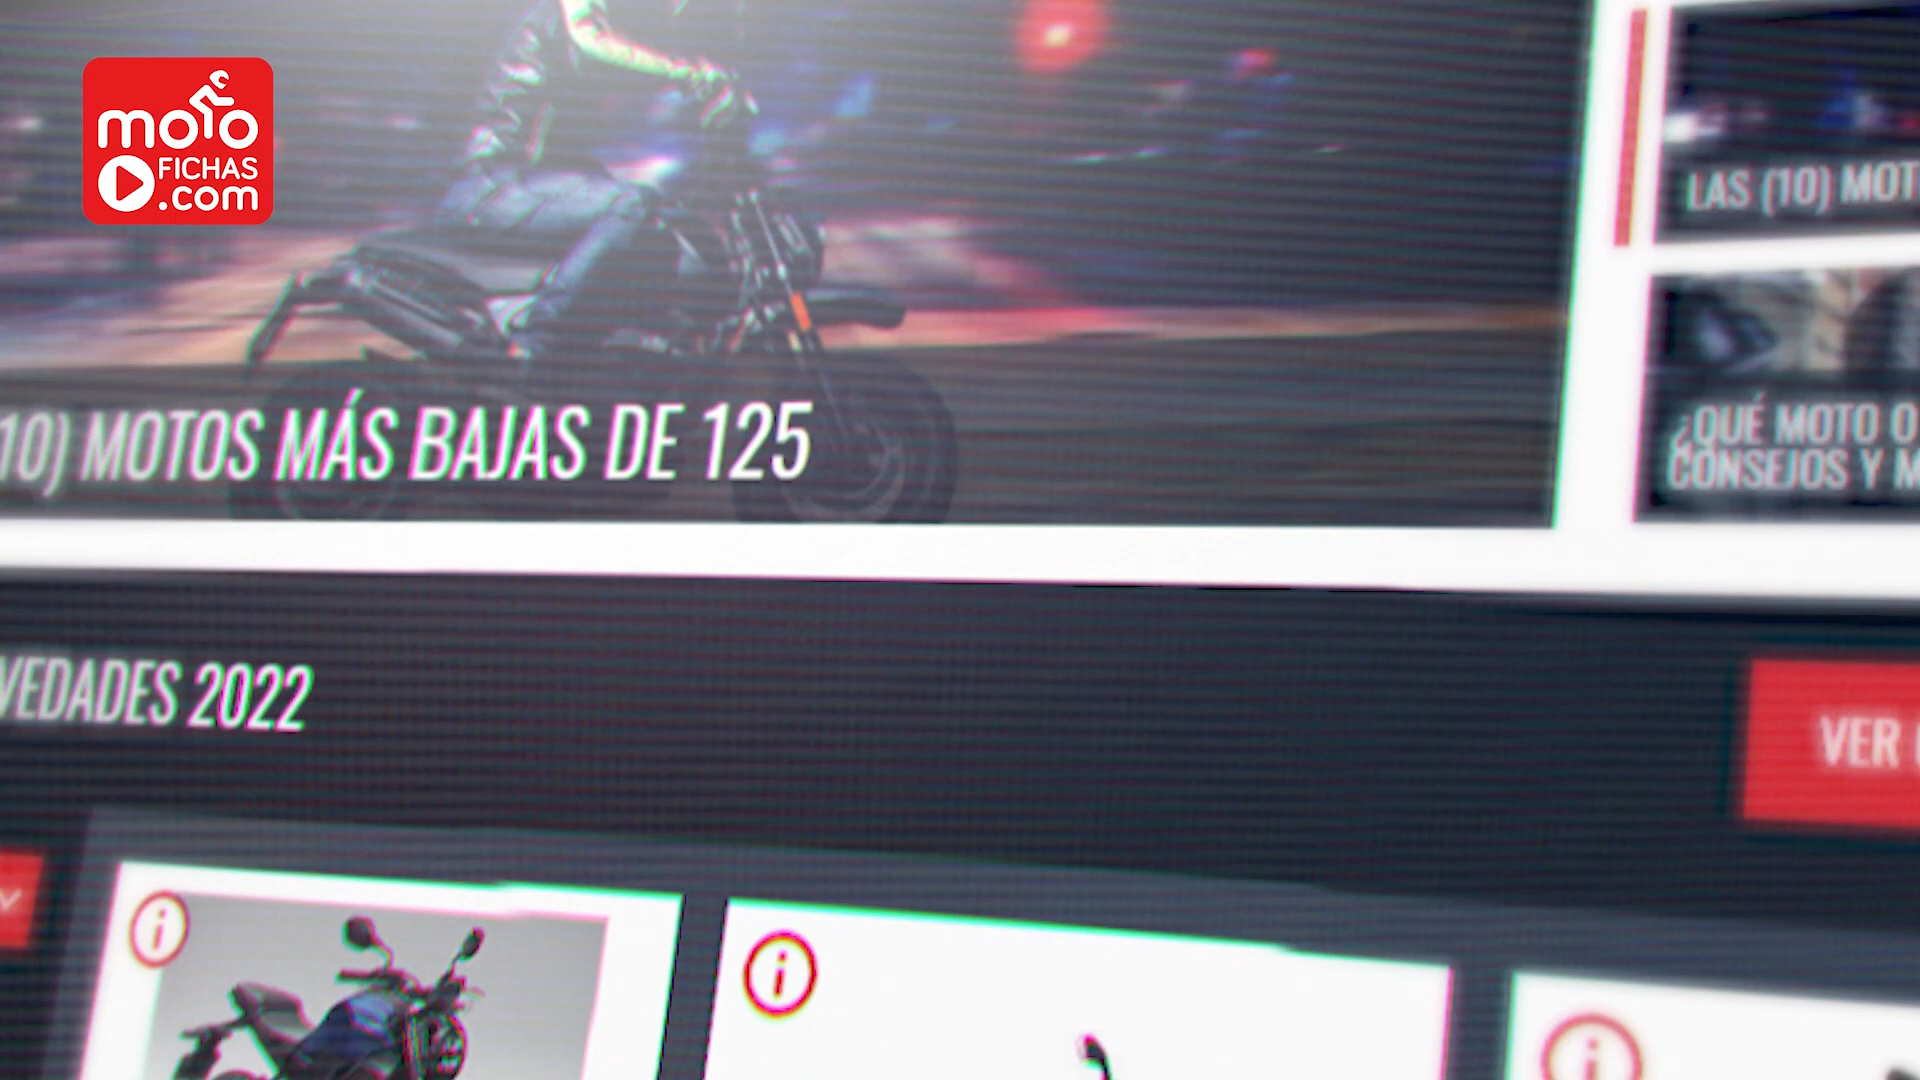 moto
FICHAS
.com
10) MOTOS MÁS BAJAS DE 125
LAS (10) MOT
¿QUÉ MOTO O
CONSEJOS Y M
VEDADES 2022
VER
i
i
i